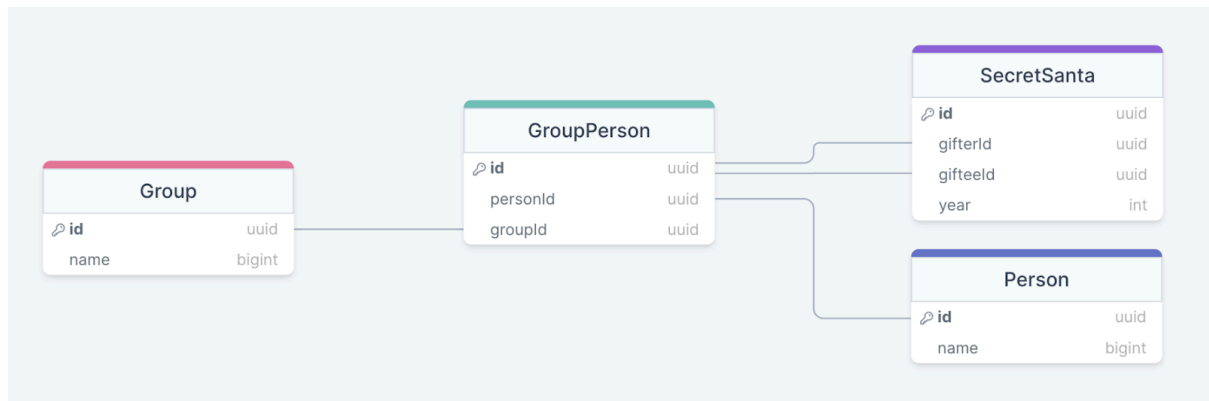 Group
id uuid
name bigint
GroupPerson
id uuid
personId uuid
groupId uuid
SecretSanta
id uuid
gifterId uuid
gifteeId uuid
year int
Person
id uuid
name bigint